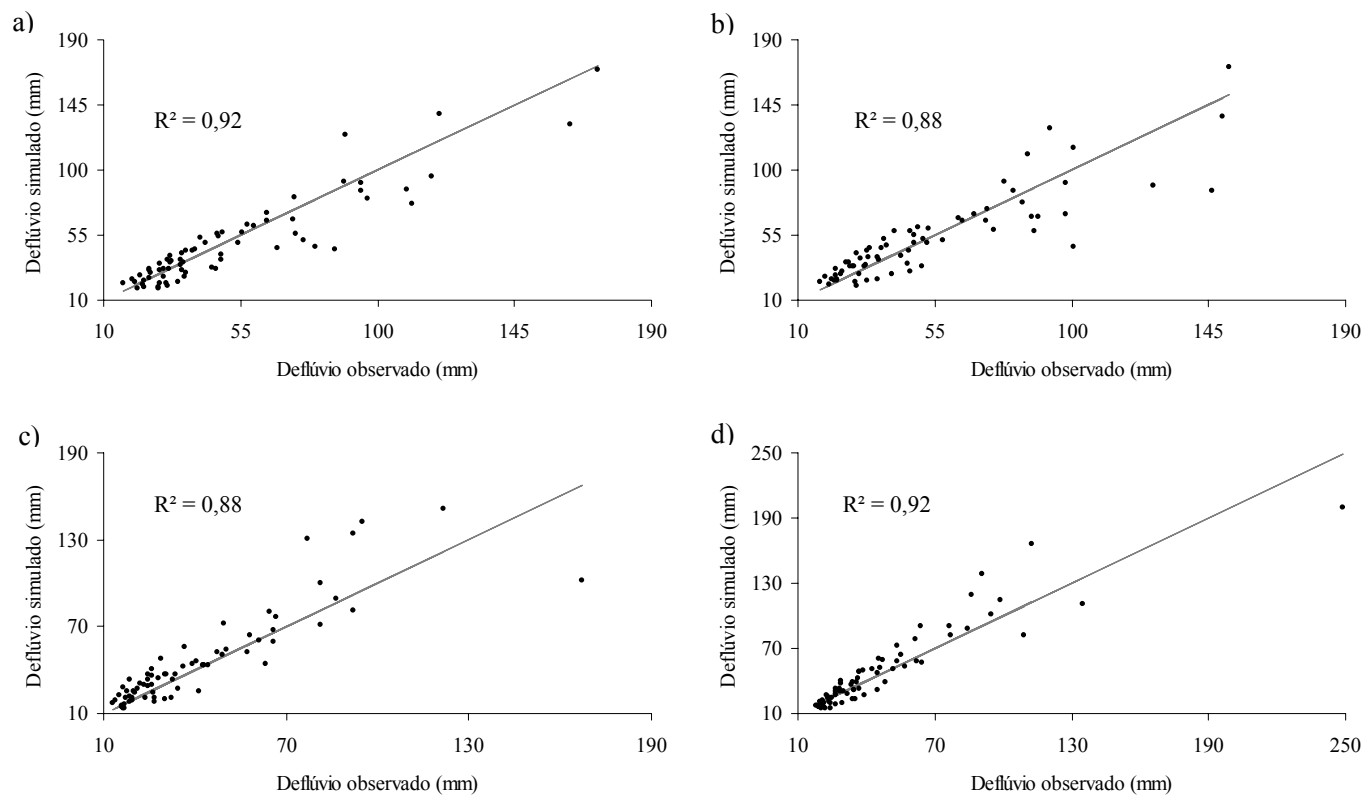 a)
190
145
100
55
10
Deflúvio simulado (mm)
R² = 0,92
10 55 100 145 190
Deflúvio observado (mm)
b)
190
145
100
55
10
Deflúvio simulado (mm)
R² = 0,88
10 55 100 145 190
Deflúvio observado (mm)
c)
190
130
70
10
Deflúvio simulado (mm)
R² = 0,88
10 70 130 190
Deflúvio observado (mm)
d)
250
190
130
70
10
Deflúvio simulado (mm)
R² = 0,92
10 70 130 190 250
Deflúvio observado (mm)